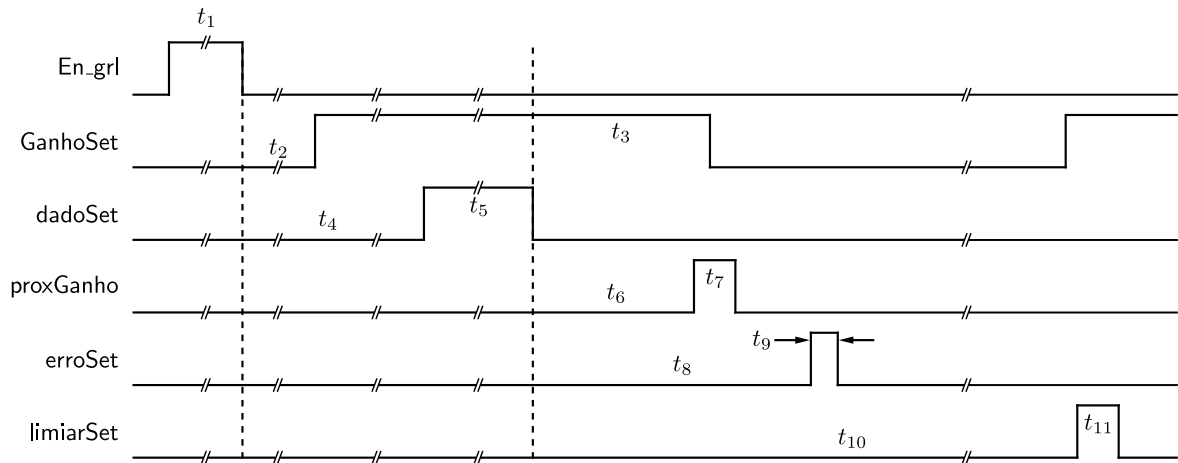 t1
En_grl
GanhoSet
t2
t3
dadoSet
t4
t5
proxGanho
t6
t7
erroSet
t8
t9
limiarSet
t10
t11